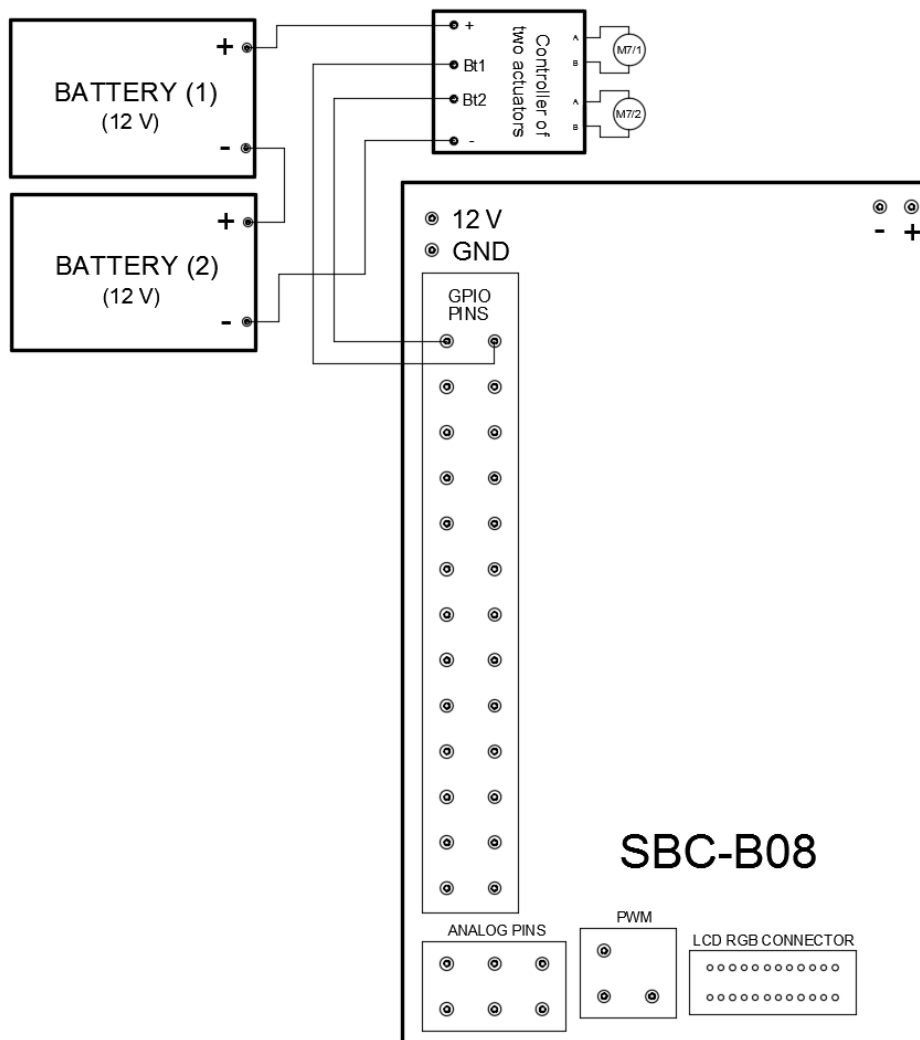 +
BATTERY (1)
(12 V)
-
+
BATTERY (2)
(12 V)
-
+
Bt1
Bt2
-
Controller of
two actuators
A
B
A
B
M7/1
M7/2
12 V
GND
- +
GPIO
PINS
SBC-B08
ANALOG PINS
PWM
LCD RGB CONNECTOR